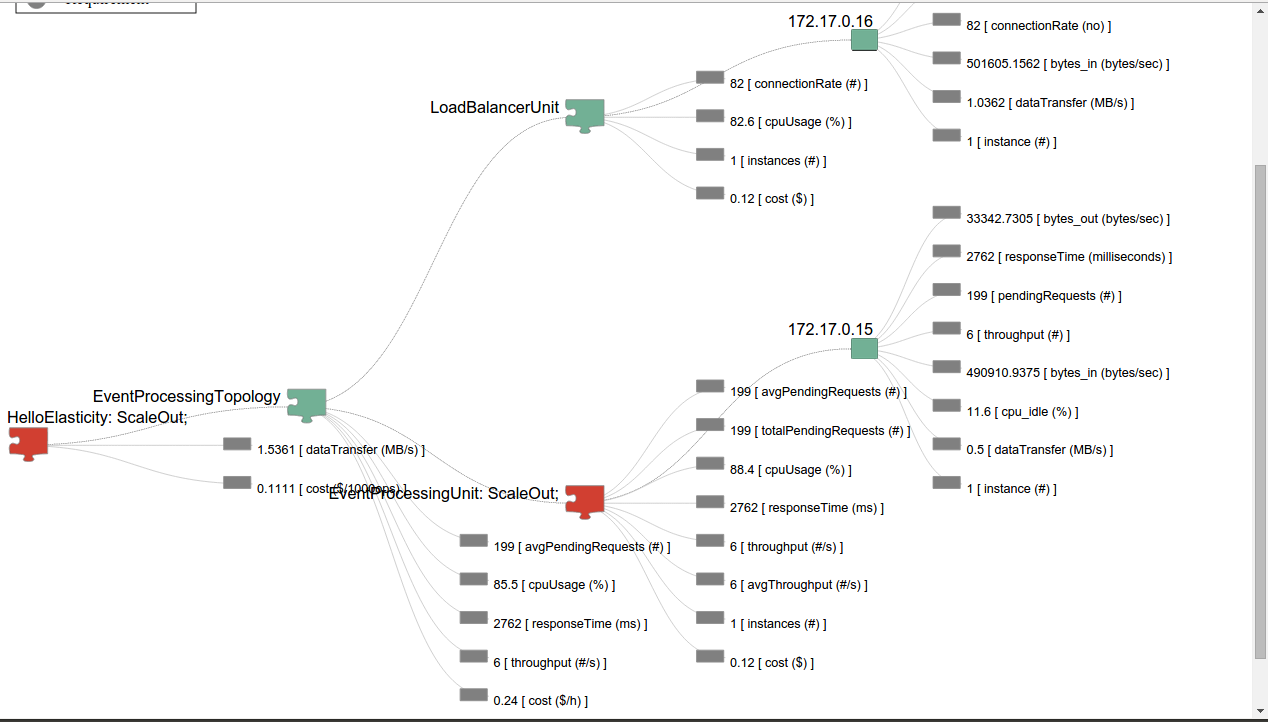 Requirement
172.17.0.16
82 [ connectionRate (no) ]
501605.1562 [ bytes_in (bytes/sec) ]
1.0362 [ dataTransfer (MB/s) ]
1 [ instance (#) ]
LoadBalancerUnit
82 [ connectionRate (#) ]
82.6 [ cpuUsage (%) ]
1 [ instances (#) ]
0.12 [ cost ($) ]
172.17.0.15
33342.7305 [ bytes_out (bytes/sec) ]
2762 [ responseTime (milliseconds) ]
199 [ pendingRequests (#) ]
6 [ throughput (#) ]
490910.9375 [ bytes_in (bytes/sec) ]
11.6 [ cpu_idle (%) ]
0.5 [ dataTransfer (MB/s) ]
1 [ instance (#) ]
EventProcessingTopology
HelloElasticity: ScaleOut;
1.5361 [ dataTransfer (MB/s) ]
0.1111 [ cost ($/1000ops) ]
EventProcessingUnit: ScaleOut;
199 [ avgPendingRequests (#) ]
199 [ totalPendingRequests (#) ]
88.4 [ cpuUsage (%) ]
2762 [ responseTime (ms) ]
6 [ throughput (#/s) ]
6 [ avgThroughput (#/s) ]
1 [ instances (#) ]
0.12 [ cost ($) ]
199 [ avgPendingRequests (#) ]
85.5 [ cpuUsage (%) ]
2762 [ responseTime (ms) ]
6 [ throughput (#/s) ]
0.24 [ cost ($/h) ]